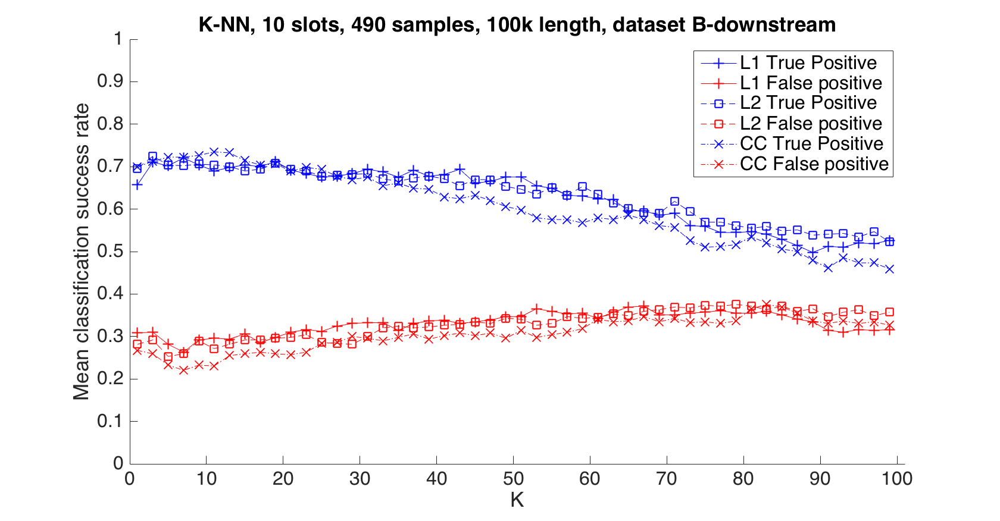 K-NN, 10 slots, 490 samples, 100k length, dataset B-downstream
1
0.9
0.8
0.7
0.6
0.5
0.4
0.3
0.2
0.1
0
Mean classification success rate
L1 True Positive
L1 False positive
L2 True Positive
L2 False positive
CC True Positive
CC False positive
0 10 20 30 40 50 60 70 80 90 100
K